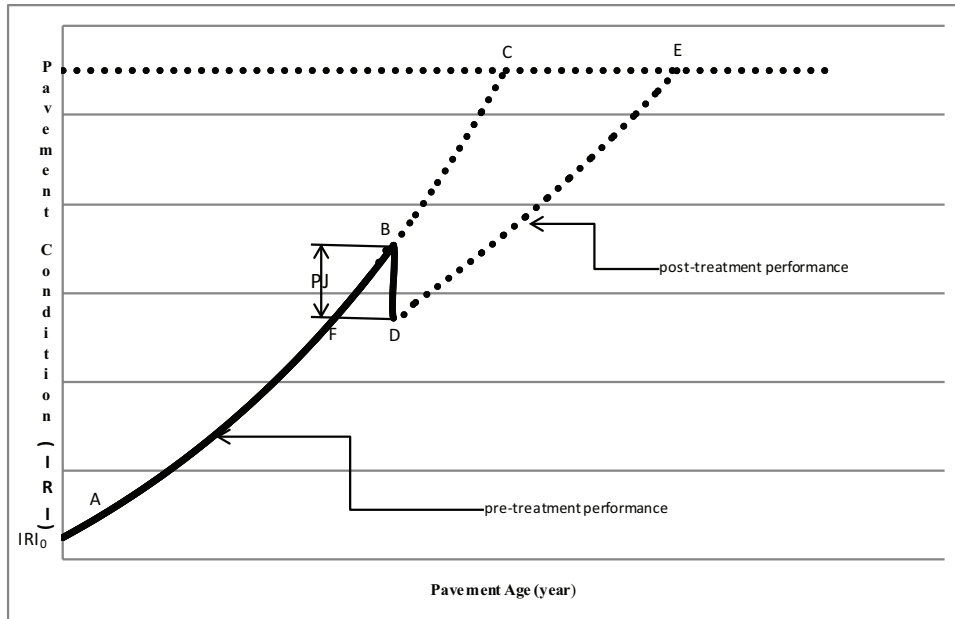 Pavement Condition (IRI)
C
E
B
PJ
F
D
post-treatment performance
A
pre-treatment performance
IRI₀
Pavement Age (year)